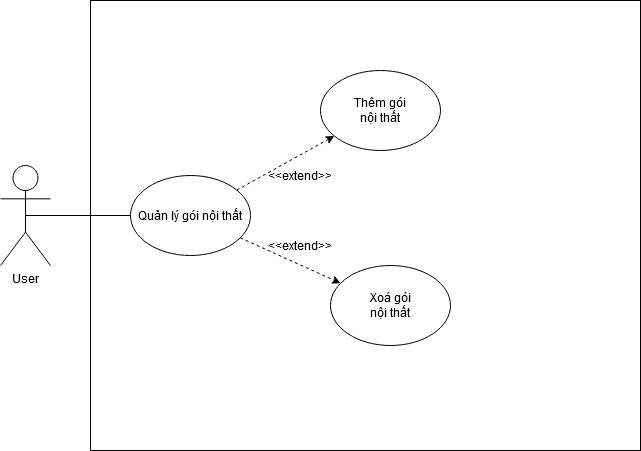 Thêm gói
nội thất
<<extend>>
Quản lý gói nội thất
<<extend>>
User
Xoá gói
nội thất